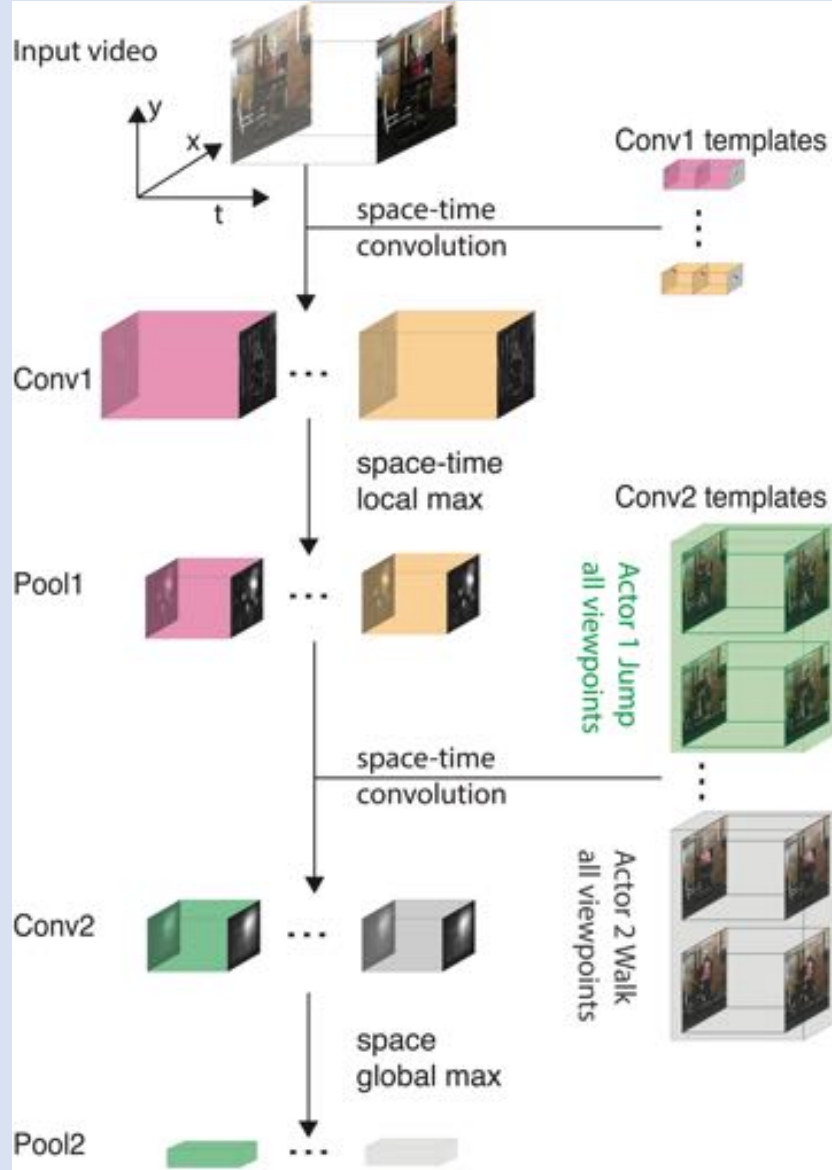 Input video
y
x
t
Conv1 templates
space-time
convolution
Conv1
space-time
local max
Conv2 templates
Actor 1 Jump
all viewpoints
Pool1
space-time
convolution
Actor 2 Walk
all viewpoints
Conv2
space
global max
Pool2